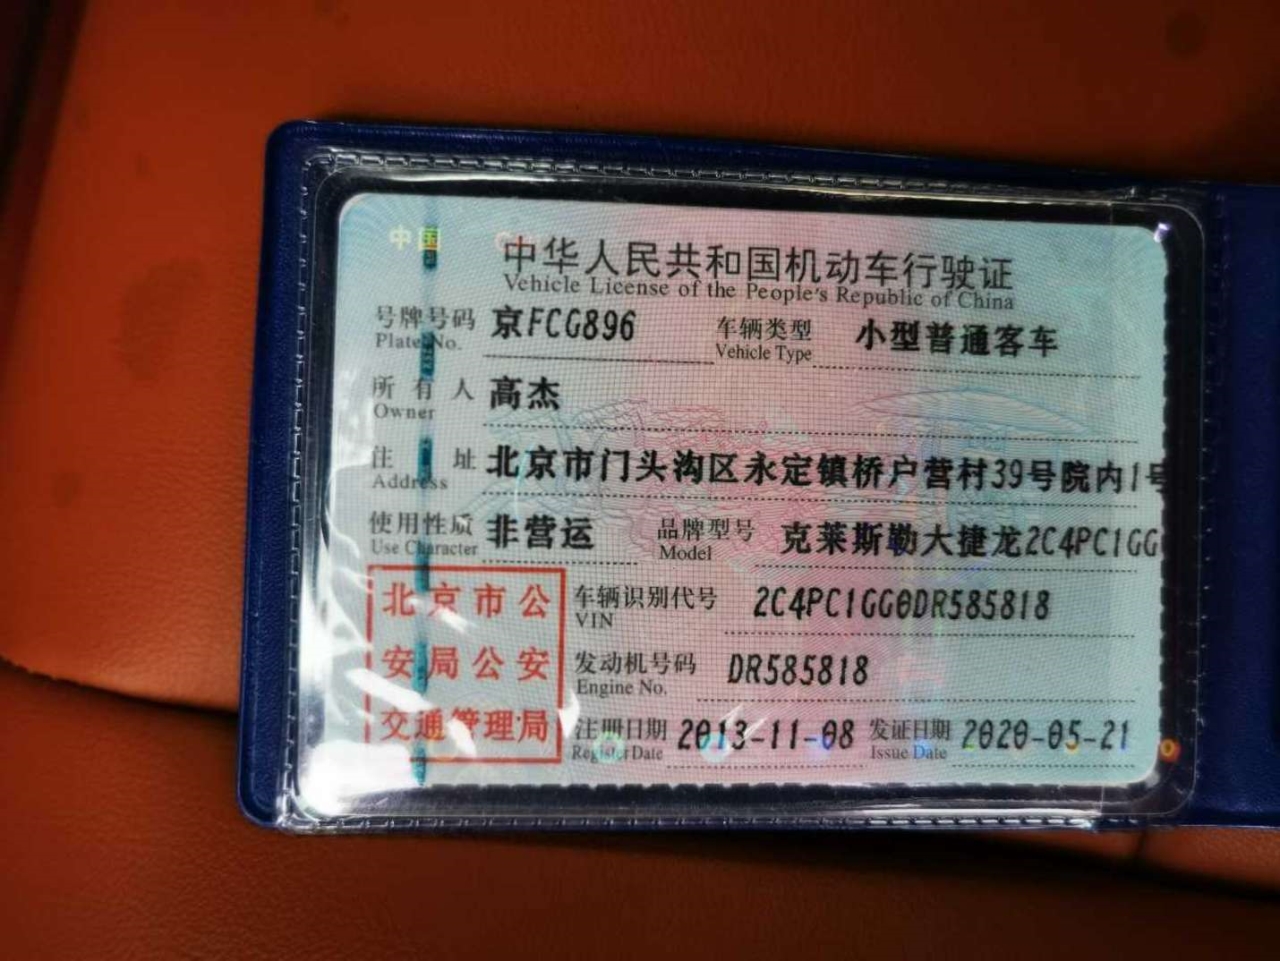 中国
中华人民共和国机动车行驶证
Vehicle License of the People's Republic of China
号牌号码 京FCG896 车辆类型 小型普通客车
Plate No. Vehicle Type
所有人 高杰
Owner
住址 北京市门头沟区永定镇桥户营村39号院内1号
Address
使用性质 非营运 品牌型号 克莱斯勒大捷龙2C4PC1GG
Use Character Model
北京市公安局公安交通管理局
车辆识别代号 2C4PC1GG0DR585818
VIN
发动机号码 DR585818
Engine No.
注册日期 2013-11-08 发证日期 2020-05-21
Register Date Issue Date